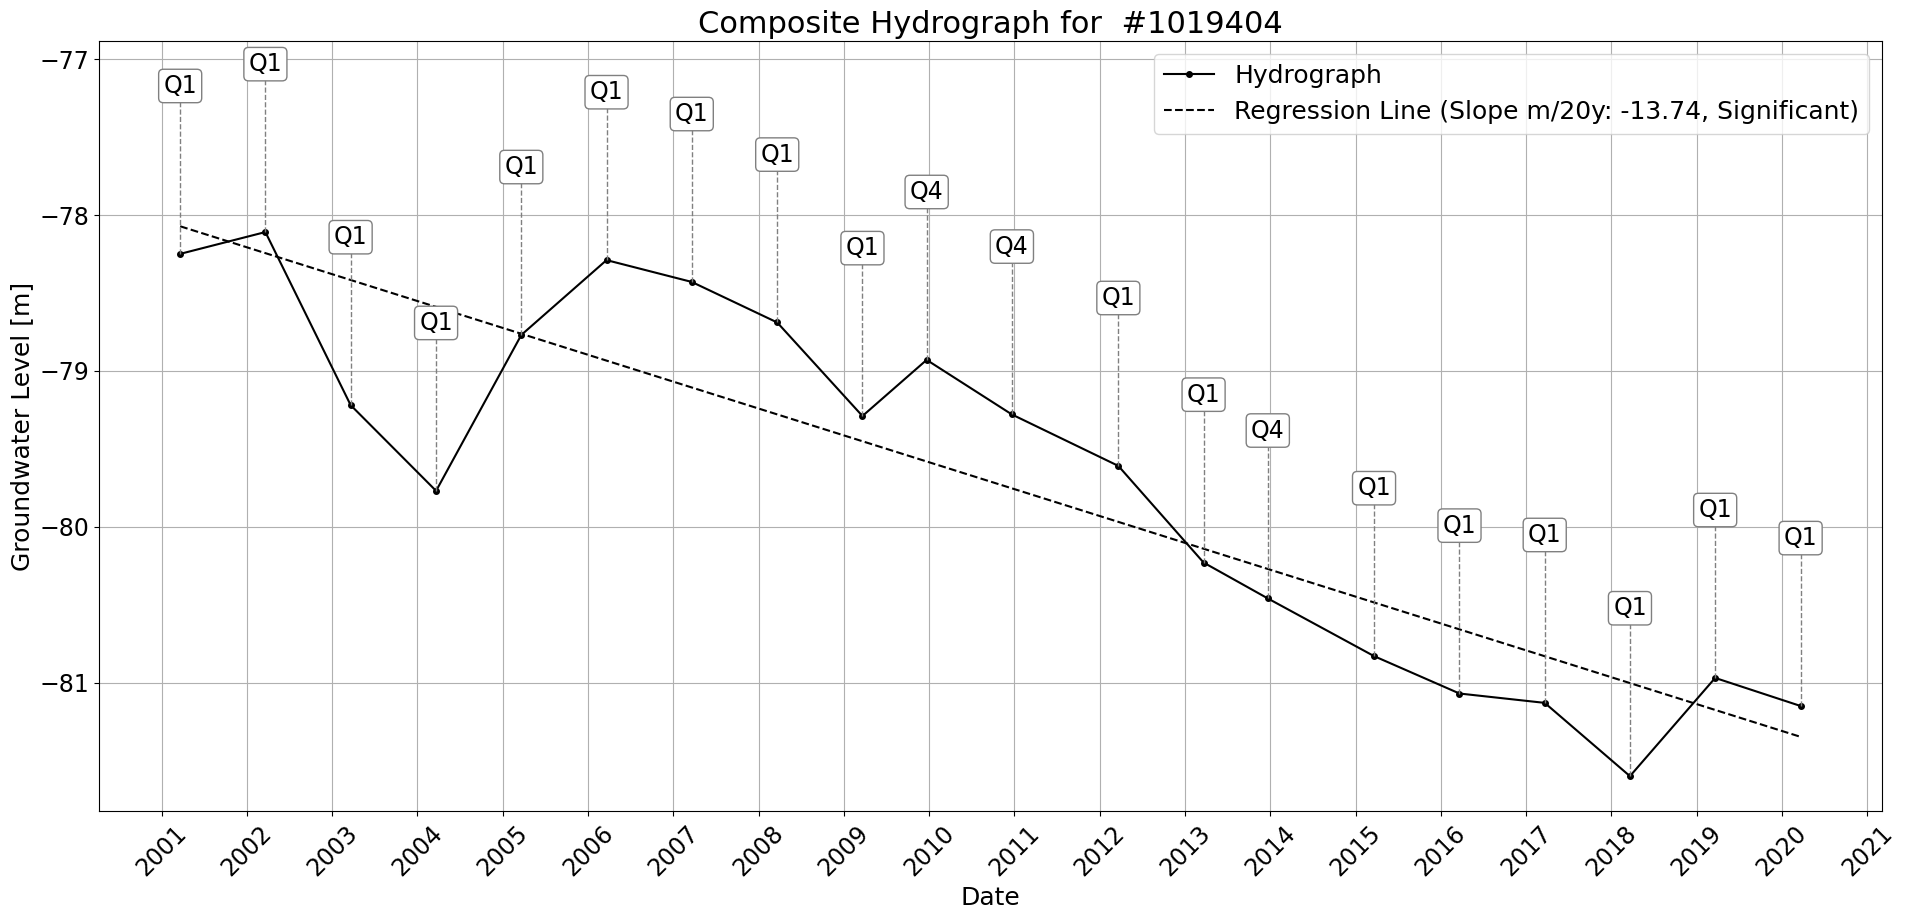 Composite Hydrograph for  #1019404
Hydrograph
Regression Line (Slope m/20y: -13.74, Significant)
Groundwater Level [m]
−77
−78
−79
−80
−81
Q1
Q1
Q1
Q1
Q1
Q1
Q1
Q1
Q1
Q4
Q4
Q1
Q1
Q4
Q1
Q1
Q1
Q1
Q1
Q1
2001
2002
2003
2004
2005
2006
2007
2008
2009
2010
2011
2012
2013
2014
2015
2016
2017
2018
2019
2020
2021
Date